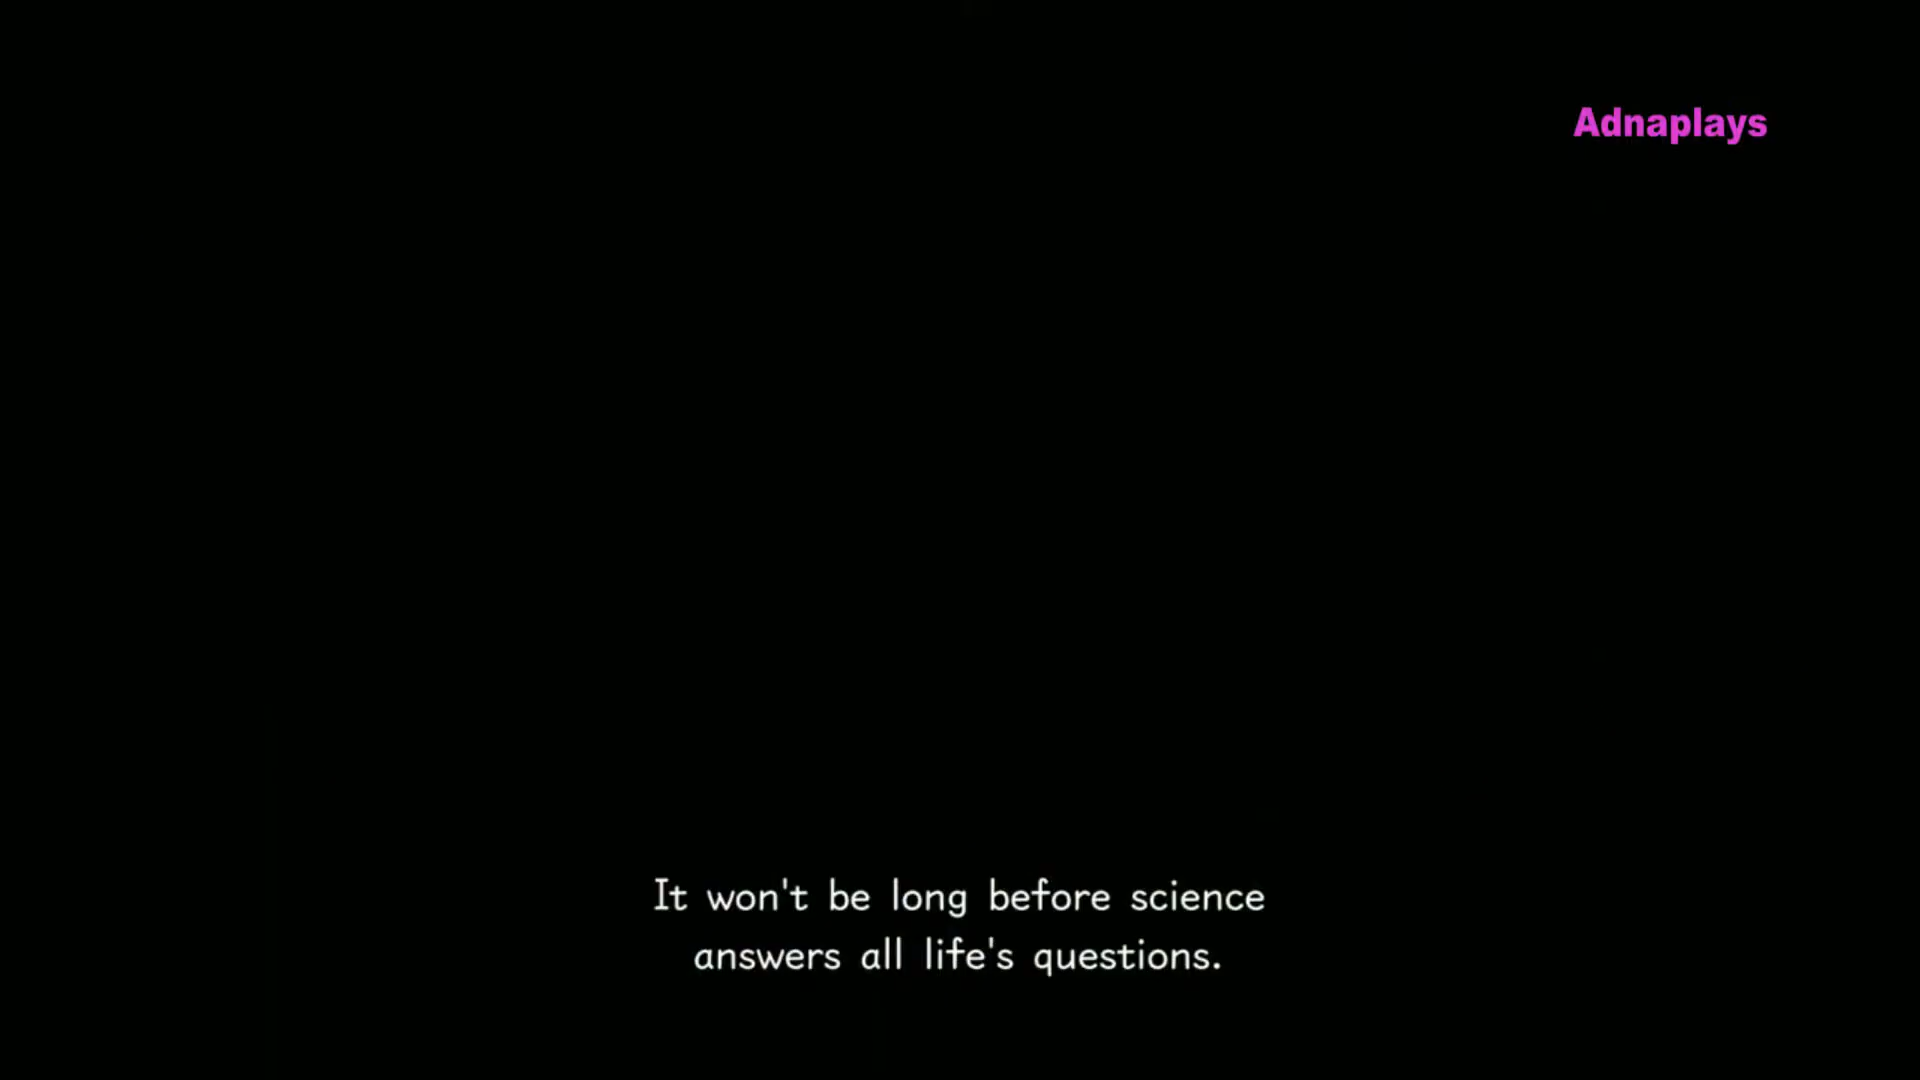 Adnaplays
It won't be long before science
answers all life's questions.